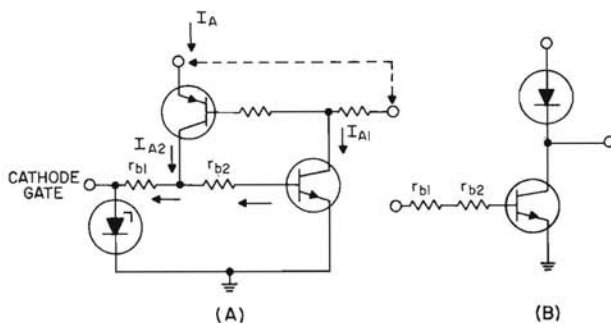 I_A
I_A2
I_A1
r_b1
r_b2
CATHODE
GATE
(A)
r_b1
r_b2
(B)